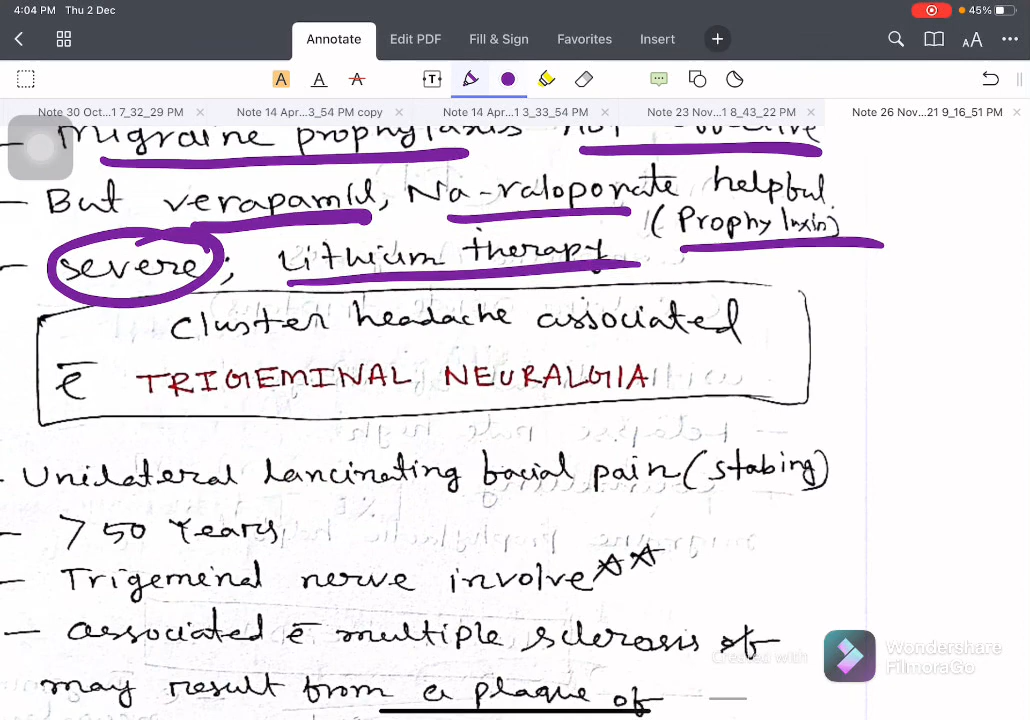 4:04 PM Thu 2 Dec
45%
Annotate Edit PDF Fill & Sign Favorites Insert
Note 30 Oct...1 7_32_29 PM
Note 14 Apr...3_54 PM copy
Note 14 Apr...1 3_33_54 PM
Note 23 Nov...1 8_43_22 PM
Note 26 Nov...21 9_16_51 PM
migraine prophylaxis not
- But verapamil, Na-valoporate helpful
(Prophylaxis)
- severe; Lithium therapy
Cluster headache associated
ē TRIGEMINAL NEURALGIA
- Unilateral lancinating facial pain (stabing)
- > 50 Years
- Trigeminal nerve involve
- associated ē multiple sclerosis of
may result from a plaque of
Created with
Wondershare
FilmoraGo